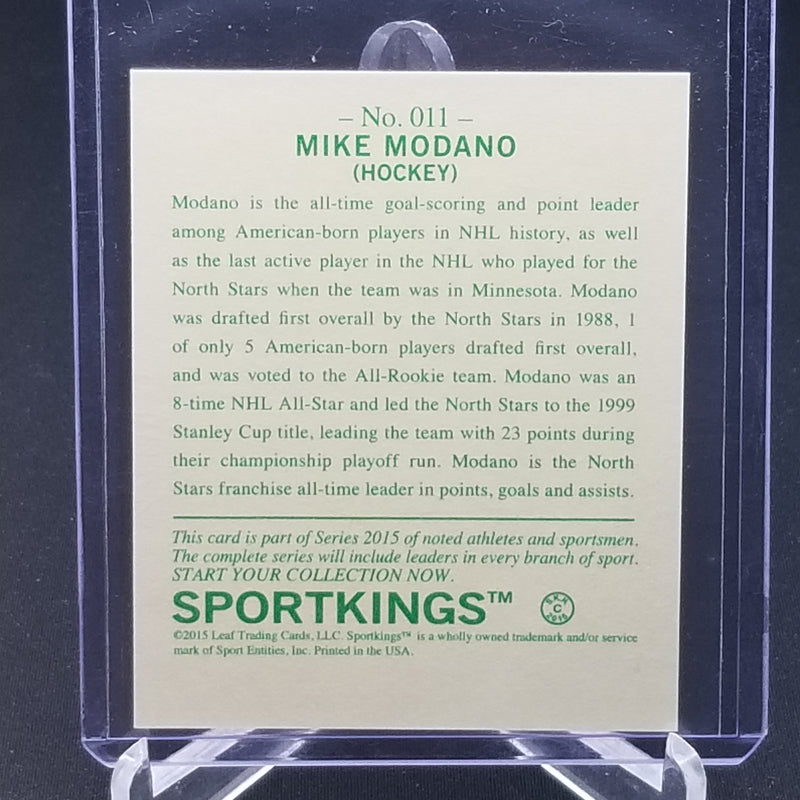 – No. 011 –
MIKE MODANO
(HOCKEY)
Modano is the all-time goal-scoring and point leader
among American-born players in NHL history, as well
as the last active player in the NHL who played for the
North Stars when the team was in Minnesota. Modano
was drafted first overall by the North Stars in 1988, 1
of only 5 American-born players drafted first overall,
and was voted to the All-Rookie team. Modano was an
8-time NHL All-Star and led the North Stars to the 1999
Stanley Cup title, leading the team with 23 points during
their championship playoff run. Modano is the North
Stars franchise all-time leader in points, goals and assists.
This card is part of Series 2015 of noted athletes and sportsmen.
The complete series will include leaders in every branch of sport.
START YOUR COLLECTION NOW.
SPORTKINGS™
SKK
C
2015
©2015 Leaf Trading Cards, LLC. Sportkings™ is a wholly owned trademark and/or service
mark of Sport Entities, Inc. Printed in the USA.